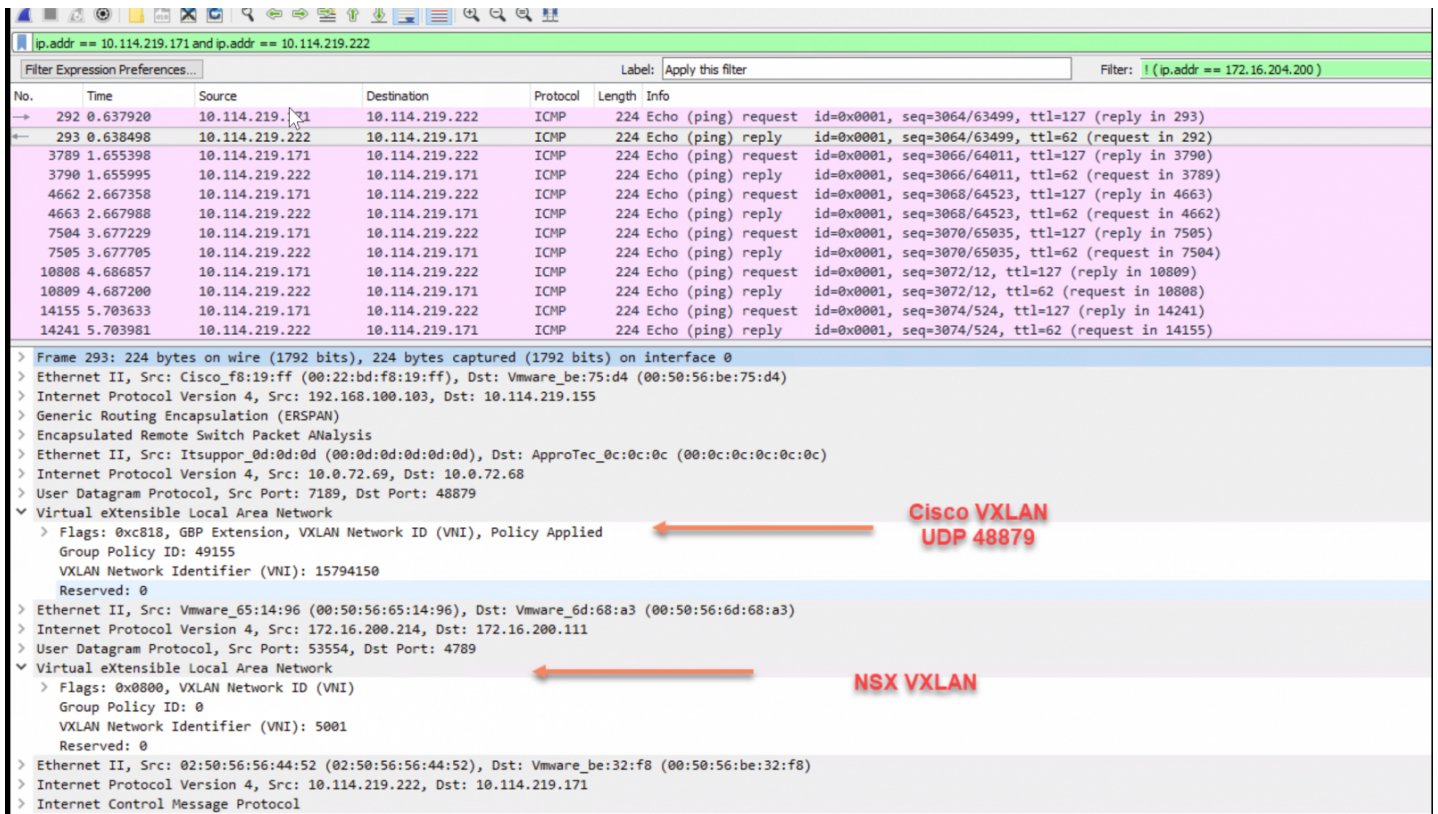 ip.addr == 10.114.219.171 and ip.addr == 10.114.219.222
Filter Expression Preferences... Label: Apply this filter Filter: ! ( ip.addr == 172.16.204.200 )
No. Time Source Destination Protocol Length Info
292 0.637920 10.114.219.171 10.114.219.222 ICMP 224 Echo (ping) request id=0x0001, seq=3064/63499, ttl=127 (reply in 293)
293 0.638498 10.114.219.222 10.114.219.171 ICMP 224 Echo (ping) reply id=0x0001, seq=3064/63499, ttl=62 (request in 292)
3789 1.655398 10.114.219.171 10.114.219.222 ICMP 224 Echo (ping) request id=0x0001, seq=3066/64011, ttl=127 (reply in 3790)
3790 1.655995 10.114.219.222 10.114.219.171 ICMP 224 Echo (ping) reply id=0x0001, seq=3066/64011, ttl=62 (request in 3789)
4662 2.667358 10.114.219.171 10.114.219.222 ICMP 224 Echo (ping) request id=0x0001, seq=3068/64523, ttl=127 (reply in 4663)
4663 2.667988 10.114.219.222 10.114.219.171 ICMP 224 Echo (ping) reply id=0x0001, seq=3068/64523, ttl=62 (request in 4662)
7504 3.677229 10.114.219.171 10.114.219.222 ICMP 224 Echo (ping) request id=0x0001, seq=3070/65035, ttl=127 (reply in 7505)
7505 3.677705 10.114.219.222 10.114.219.171 ICMP 224 Echo (ping) reply id=0x0001, seq=3070/65035, ttl=62 (request in 7504)
10808 4.686857 10.114.219.171 10.114.219.222 ICMP 224 Echo (ping) request id=0x0001, seq=3072/12, ttl=127 (reply in 10809)
10809 4.687200 10.114.219.222 10.114.219.171 ICMP 224 Echo (ping) reply id=0x0001, seq=3072/12, ttl=62 (request in 10808)
14155 5.703633 10.114.219.171 10.114.219.222 ICMP 224 Echo (ping) request id=0x0001, seq=3074/524, ttl=127 (reply in 14241)
14241 5.703981 10.114.219.222 10.114.219.171 ICMP 224 Echo (ping) reply id=0x0001, seq=3074/524, ttl=62 (request in 14155)
Frame 293: 224 bytes on wire (1792 bits), 224 bytes captured (1792 bits) on interface 0
Ethernet II, Src: Cisco_f8:19:ff (00:22:bd:f8:19:ff), Dst: Vmware_be:75:d4 (00:50:56:be:75:d4)
Internet Protocol Version 4, Src: 192.168.100.103, Dst: 10.114.219.155
Generic Routing Encapsulation (ERSPAN)
Encapsulated Remote Switch Packet ANalysis
Ethernet II, Src: Itsuppor_0d:0d:0d (00:0d:0d:0d:0d:0d), Dst: ApproTec_0c:0c:0c (00:0c:0c:0c:0c:0c)
Internet Protocol Version 4, Src: 10.0.72.69, Dst: 10.0.72.68
User Datagram Protocol, Src Port: 7189, Dst Port: 48879
Virtual eXtensible Local Area Network
Flags: 0xc818, GBP Extension, VXLAN Network ID (VNI), Policy Applied
Group Policy ID: 49155
VXLAN Network Identifier (VNI): 15794150
Reserved: 0
Cisco VXLAN
UDP 48879
Ethernet II, Src: Vmware_65:14:96 (00:50:56:65:14:96), Dst: Vmware_6d:68:a3 (00:50:56:6d:68:a3)
Internet Protocol Version 4, Src: 172.16.200.214, Dst: 172.16.200.111
User Datagram Protocol, Src Port: 53554, Dst Port: 4789
Virtual eXtensible Local Area Network
Flags: 0x0800, VXLAN Network ID (VNI)
Group Policy ID: 0
VXLAN Network Identifier (VNI): 5001
Reserved: 0
NSX VXLAN
Ethernet II, Src: 02:50:56:56:44:52 (02:50:56:56:44:52), Dst: Vmware_be:32:f8 (00:50:56:be:32:f8)
Internet Protocol Version 4, Src: 10.114.219.222, Dst: 10.114.219.171
Internet Control Message Protocol